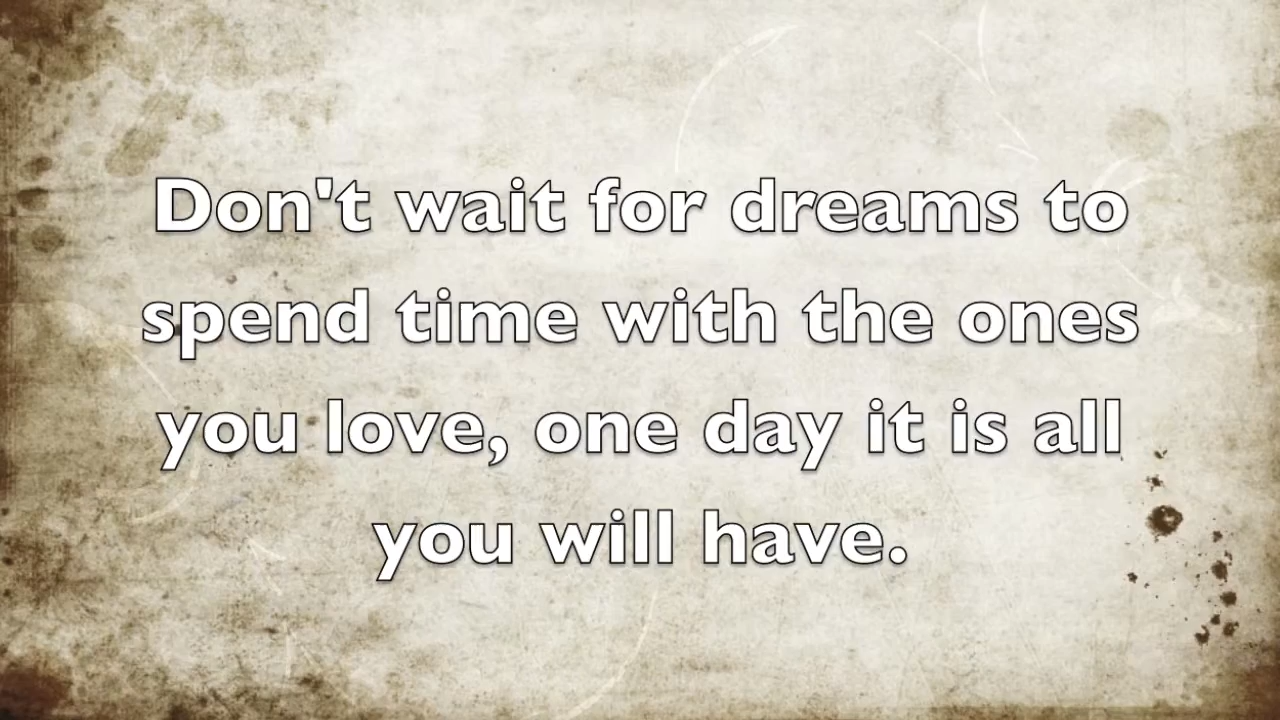 Don't wait for dreams to
spend time with the ones
you love, one day it is all
you will have.